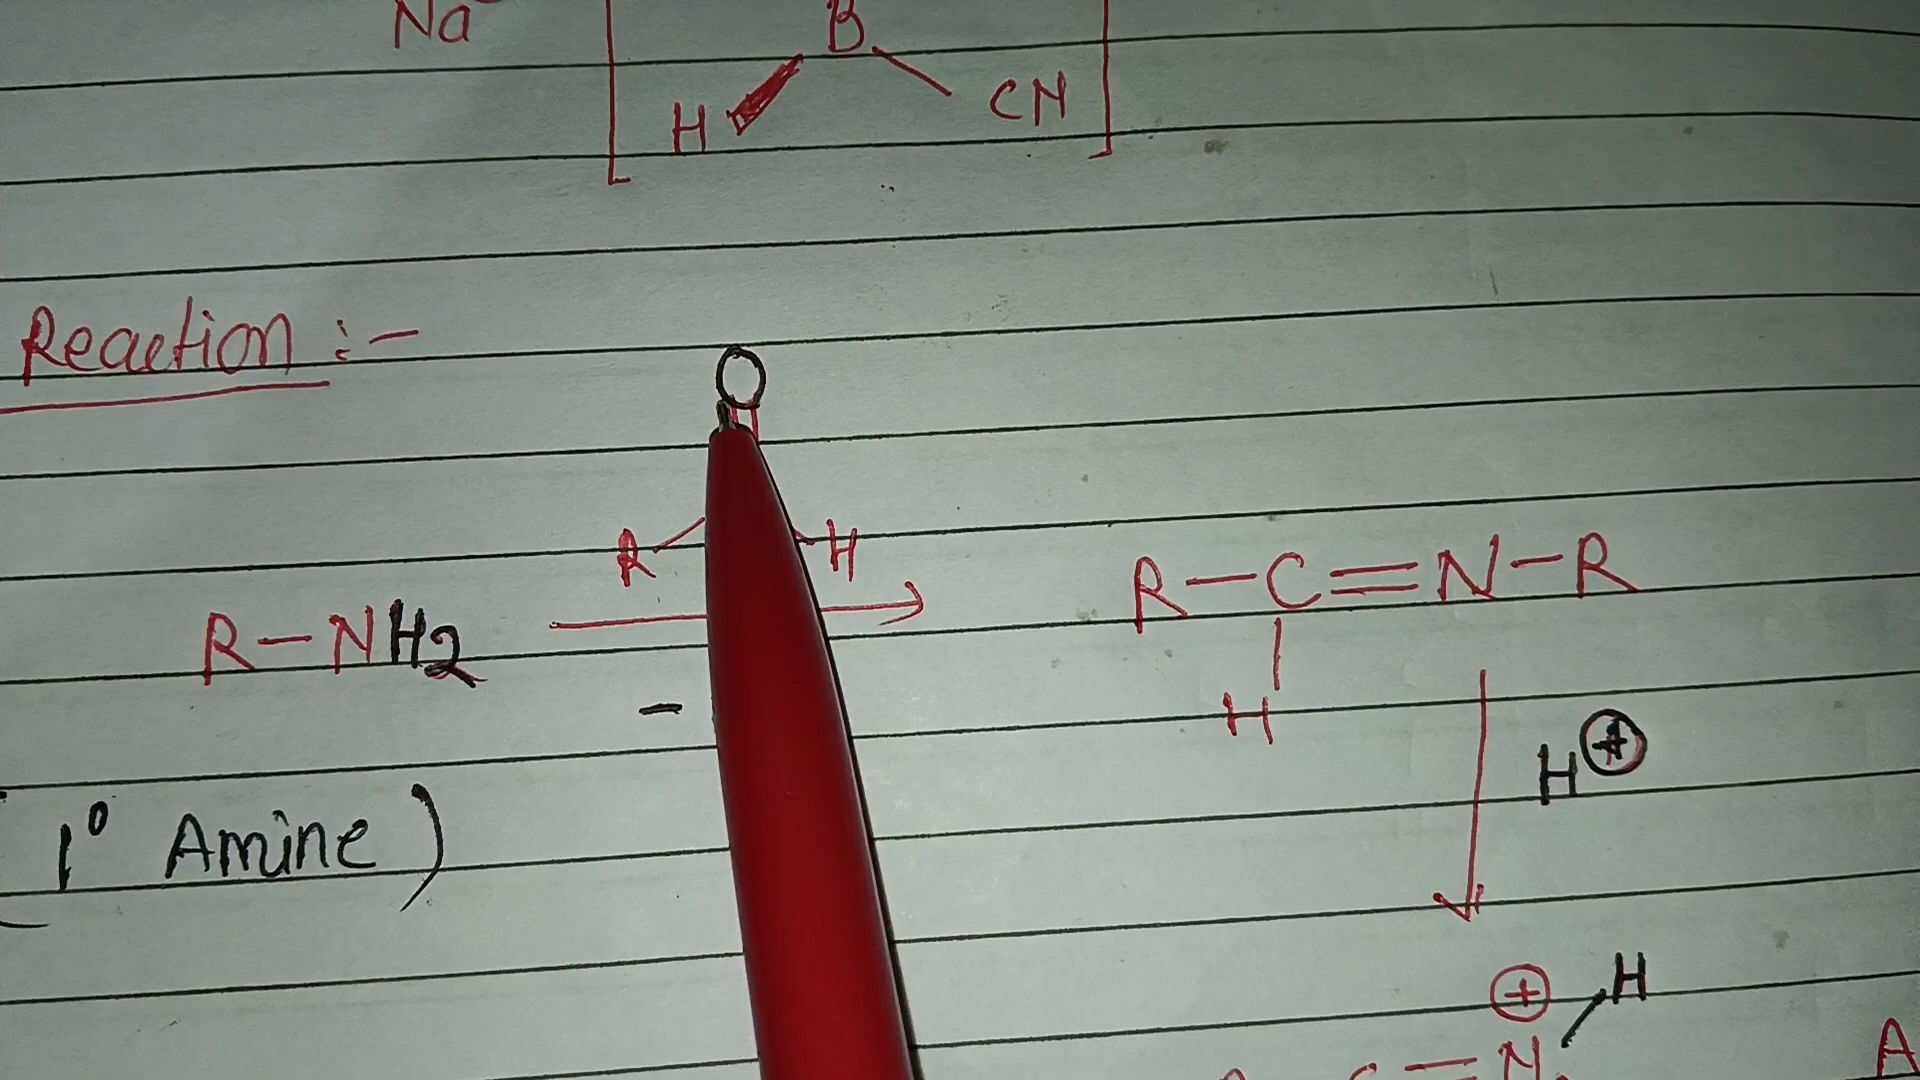 Na B
H CN
Reaction :-
O
R H
R-C=N-R
R-NH2
-
H
H⊕
(1° Amine)
⊕ H
=N
A